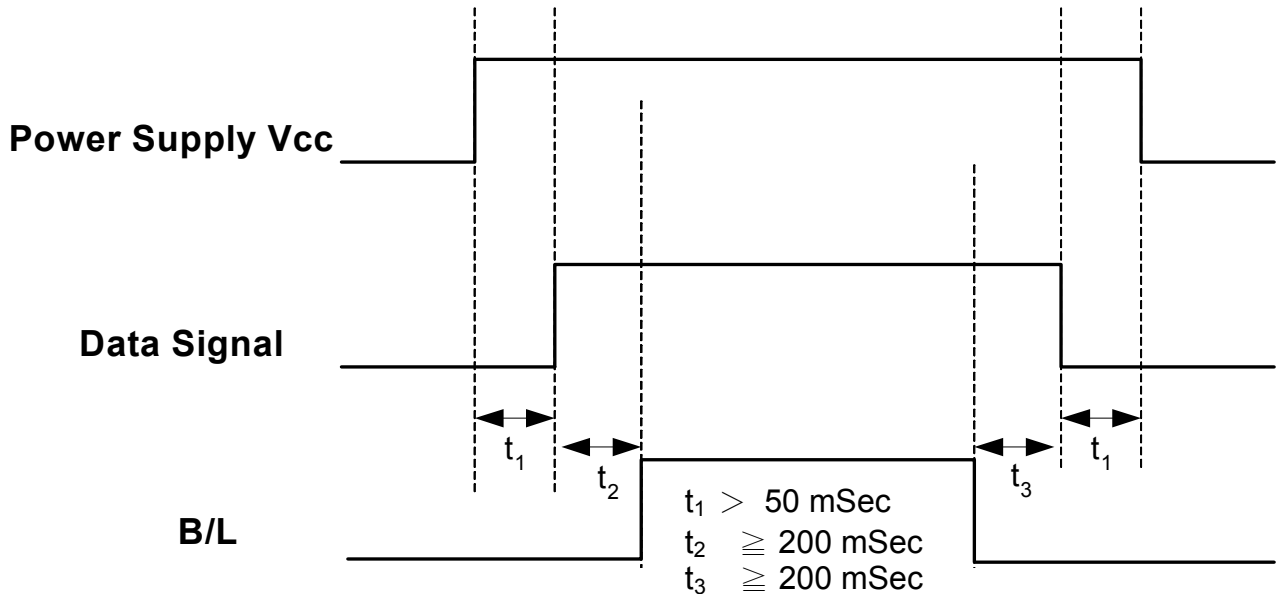 Power Supply Vcc
Data Signal
t₁
t₂
t₃
t₁
B/L
t₁ > 50 mSec
t₂ ≧ 200 mSec
t₃ ≧ 200 mSec